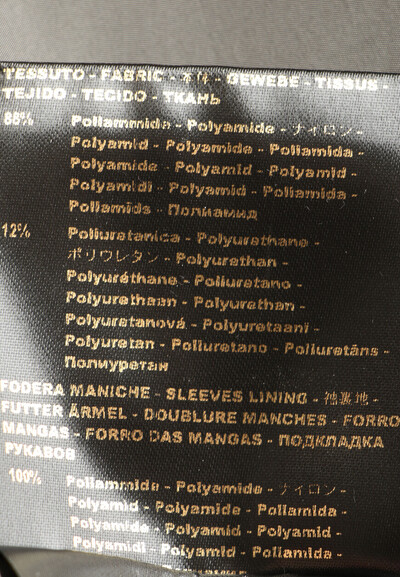 TESSUTO - FABRIC - 本体 - GEWEBE - TISSUS -
TEJIDO - TECIDO - ТКАНЬ
88% Poliammide - Polyamide - ナイロン -
Polyamid - Polyamide - Poliamida -
Polyamide - Polyamid - Polyamid -
Polyamidi - Polyamid - Poliamida -
Poliamīds - Полиамид
12% Poliuretanica - Polyurethane -
ポリウレタン - Polyurethan -
Polyuréthane - Poliuretano -
Polyurethaan - Polyurethan -
Polyuretanová - Polyuretaani -
Polyuretan - Poliuretano - Poliuretāns -
Полиуретан
FODERA MANICHE - SLEEVES LINING - 袖裏地 -
FUTTER ÄRMEL - DOUBLURE MANCHES - FORRO
MANGAS - FORRO DAS MANGAS - ПОДКЛАДКА
РУКАВОВ
100% Poliammide - Polyamide - ナイロン -
Polyamid - Polyamide - Poliamida -
Polyamide - Polyamid - Polyamid -
Polyamidi - Polyamid - Poliamida -